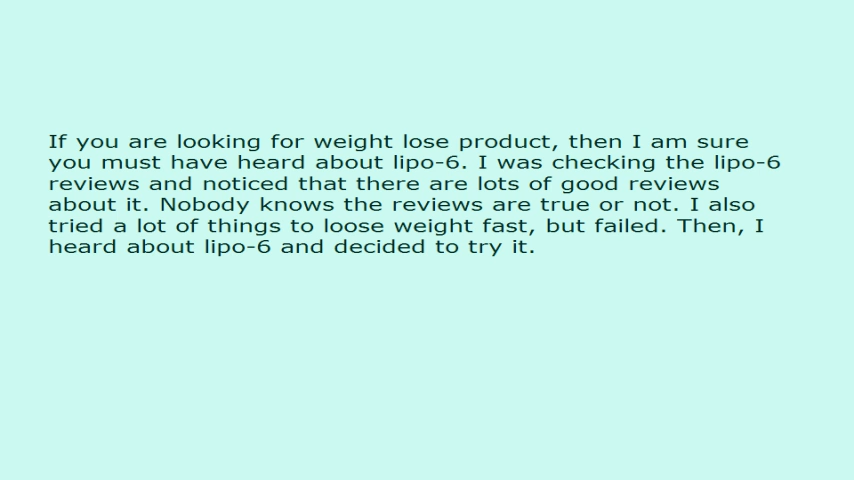 If you are looking for weight lose product, then I am sure
you must have heard about lipo-6. I was checking the lipo-6
reviews and noticed that there are lots of good reviews
about it. Nobody knows the reviews are true or not. I also
tried a lot of things to loose weight fast, but failed. Then, I
heard about lipo-6 and decided to try it.